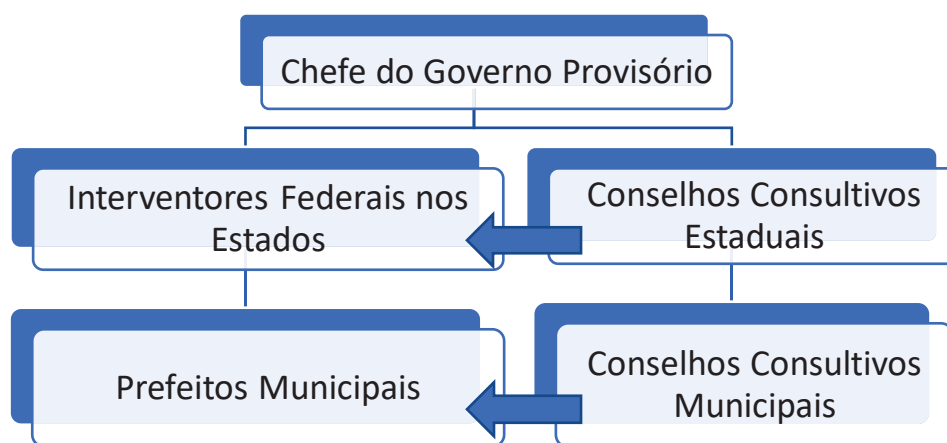 Chefe do Governo Provisório
Interventores Federais nos
Estados
Conselhos Consultivos
Estaduais
Prefeitos Municipais
Conselhos Consultivos
Municipais